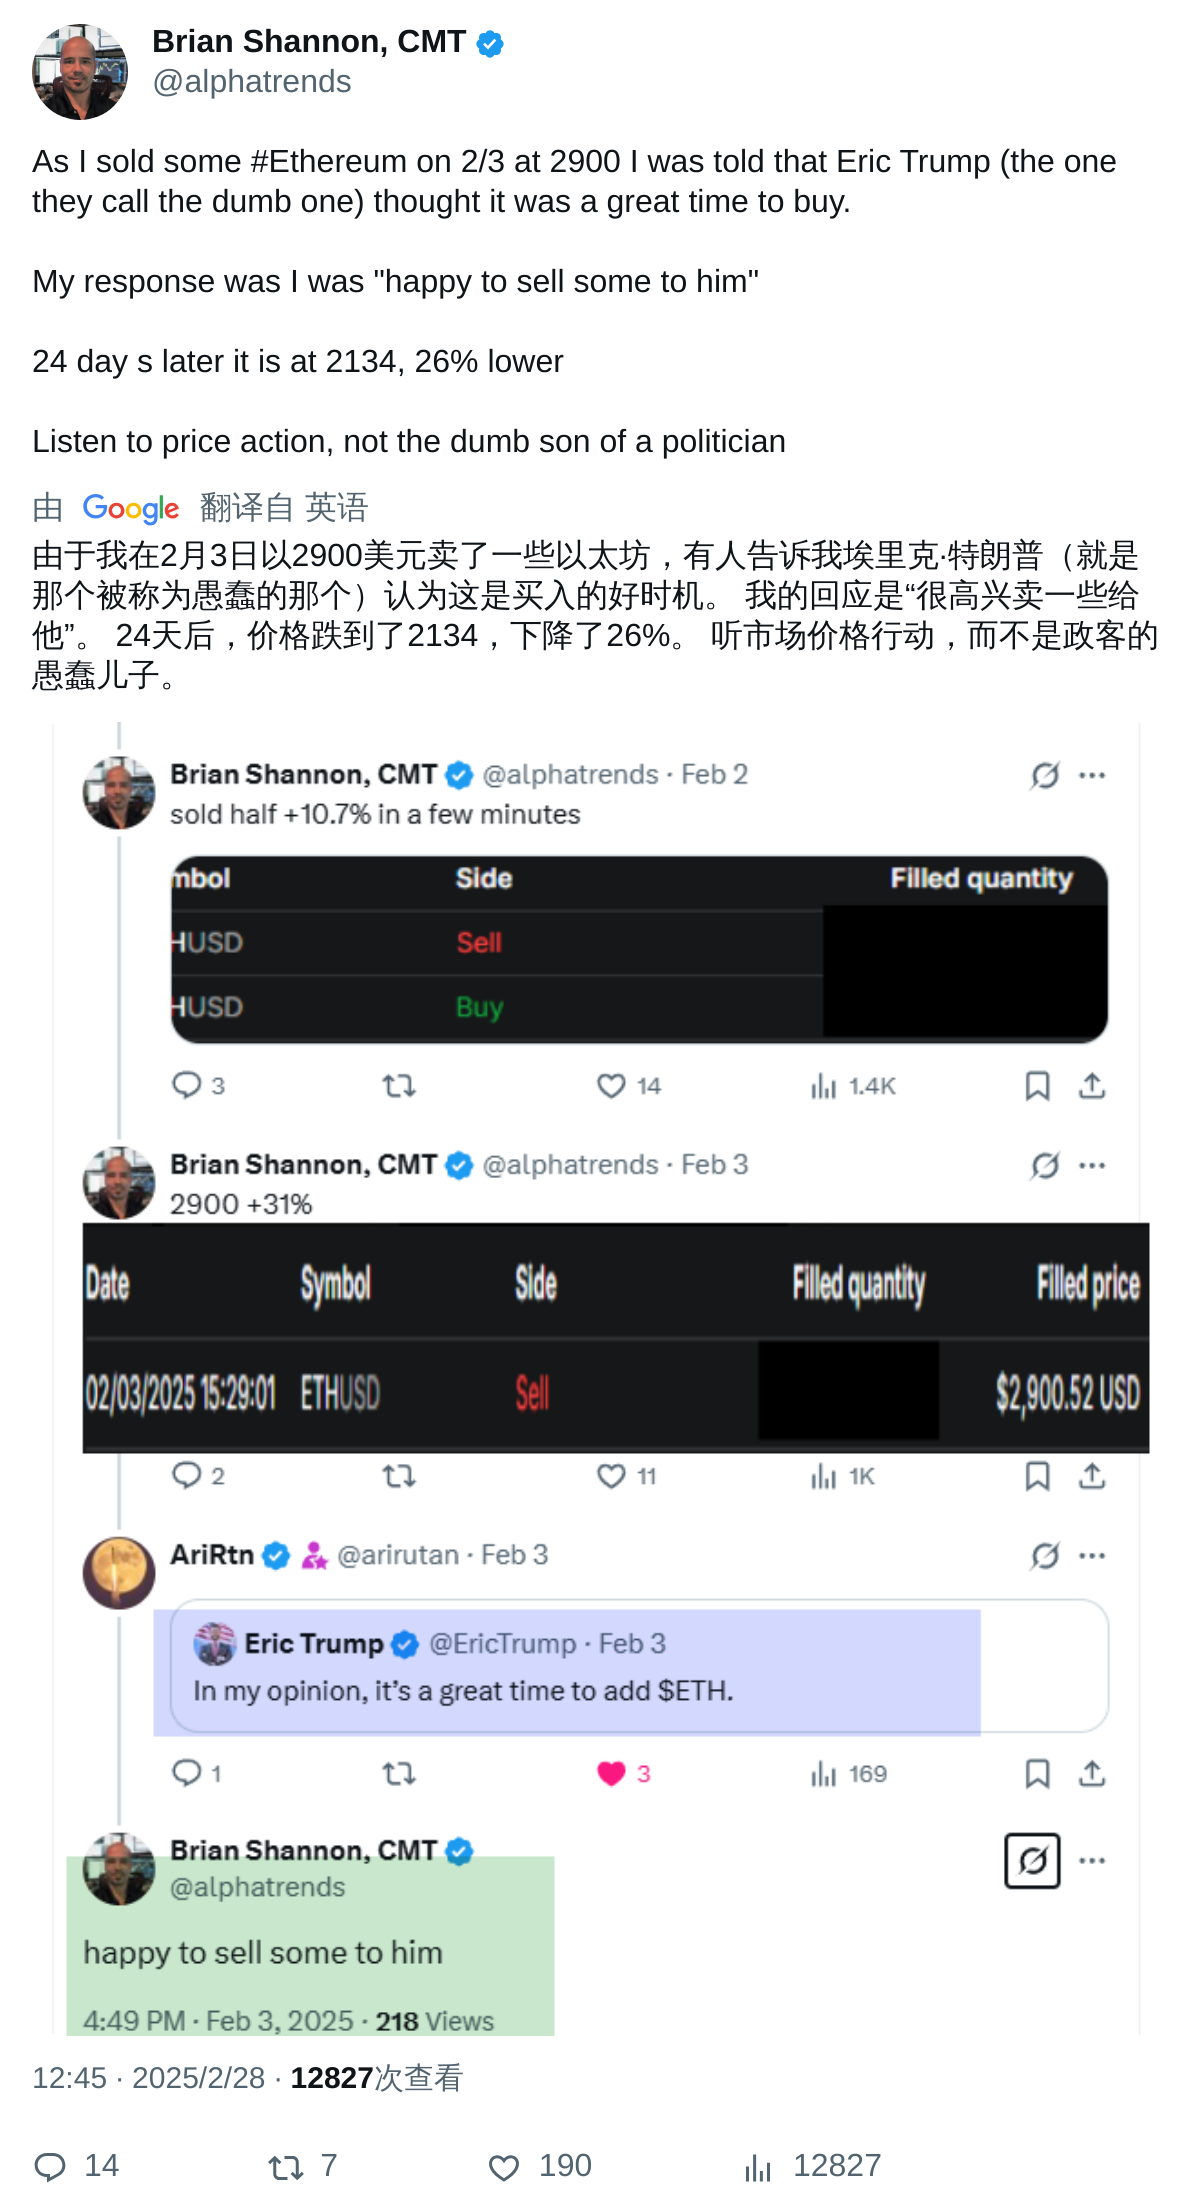 Brian Shannon, CMT
@alphatrends
As I sold some #Ethereum on 2/3 at 2900 I was told that Eric Trump (the one
they call the dumb one) thought it was a great time to buy.
My response was I was "happy to sell some to him"
24 day s later it is at 2134, 26% lower
Listen to price action, not the dumb son of a politician
由 Google 翻译自 英语
由于我在2月3日以2900美元卖了一些以太坊，有人告诉我埃里克·特朗普（就是
那个被称为愚蠢的那个）认为这是买入的好时机。 我的回应是“很高兴卖一些给
他”。 24天后，价格跌到了2134，下降了26%。 听市场价格行动，而不是政客的
愚蠢儿子。
Brian Shannon, CMT @alphatrends · Feb 2
sold half +10.7% in a few minutes
mbol Side Filled quantity
HUSD Sell
HUSD Buy
3 14 1.4K
Brian Shannon, CMT @alphatrends · Feb 3
2900 +31%
Date Symbol Side Filled quantity Filled price
02/03/2025 15:29:01 ETHUSD Sell $2,900.52 USD
2 11 1K
AriRtn @arirutan · Feb 3
Eric Trump @EricTrump · Feb 3
In my opinion, it’s a great time to add $ETH.
1 3 169
Brian Shannon, CMT
@alphatrends
happy to sell some to him
4:49 PM · Feb 3, 2025 · 218 Views
12:45 · 2025/2/28 · 12827次查看
14 7 190 12827